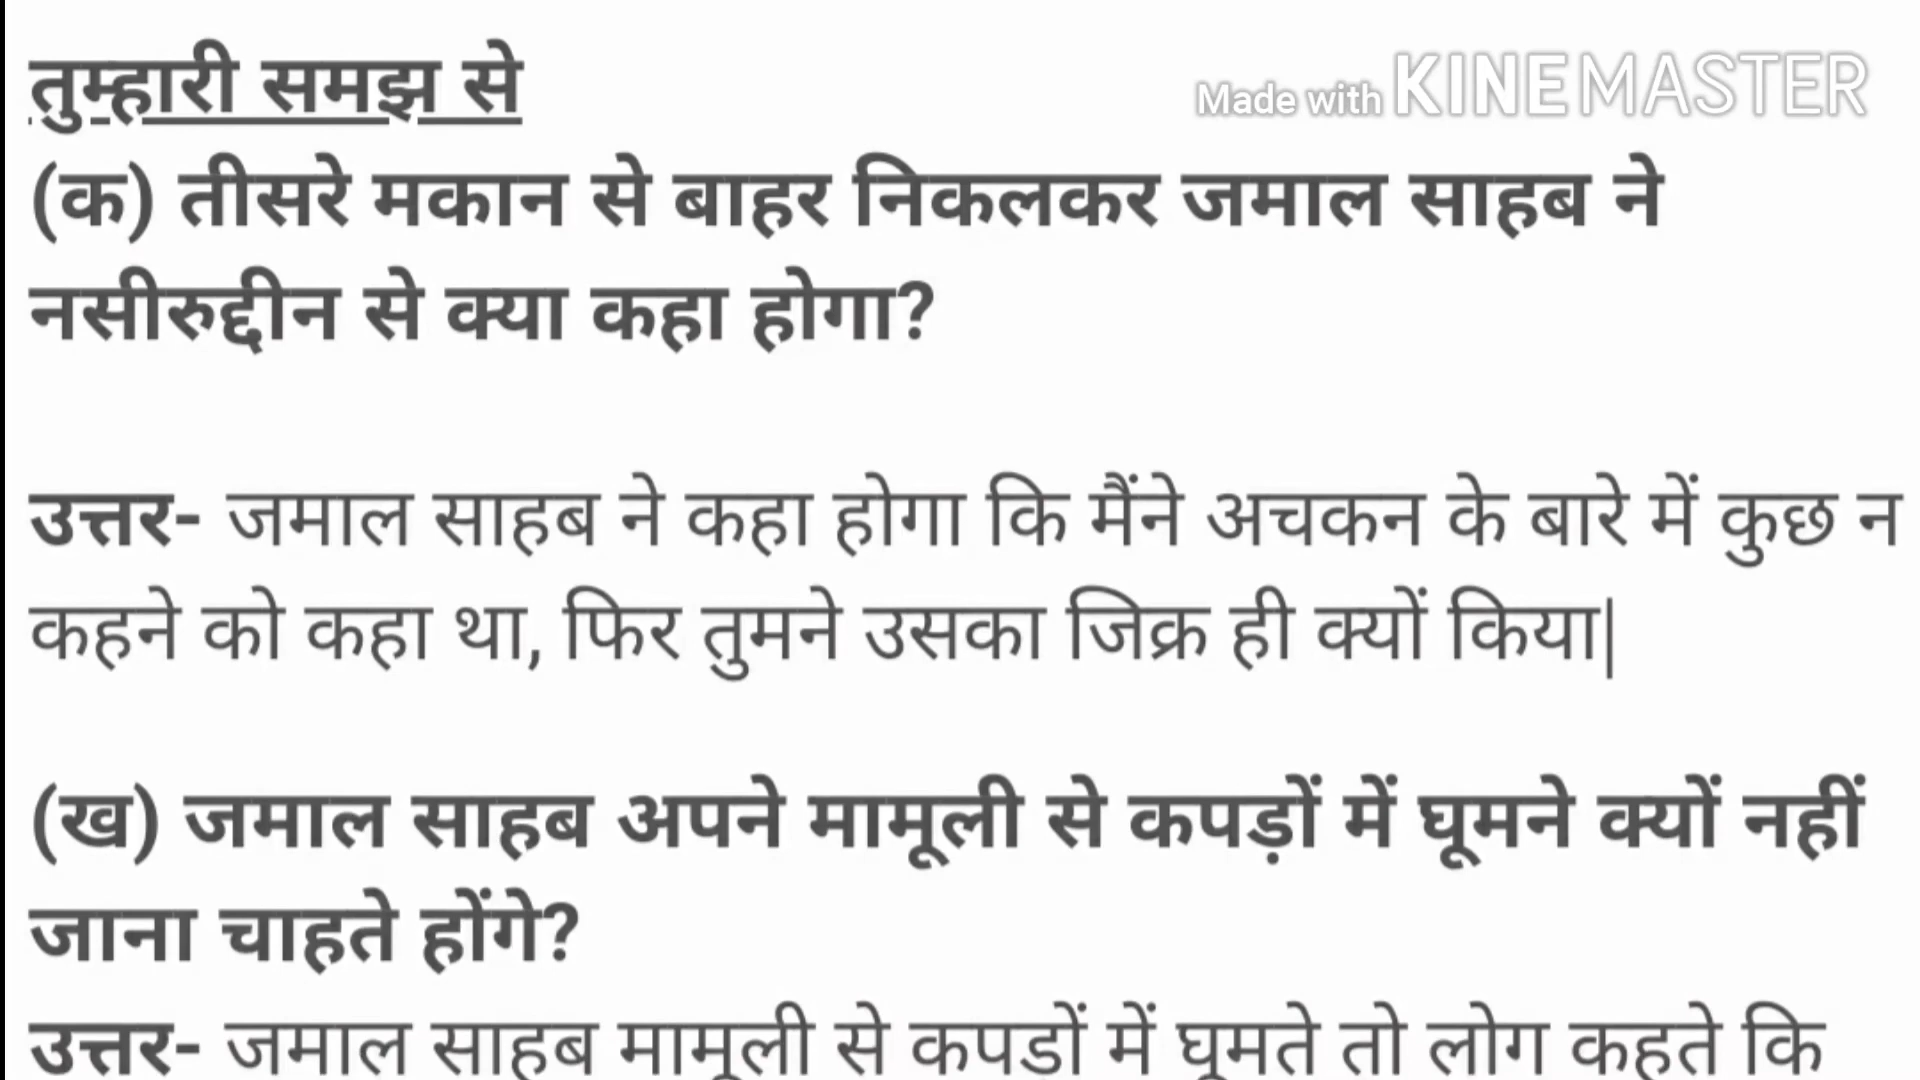 तुम्हारी समझ से
Made with KINEMASTER
(क) तीसरे मकान से बाहर निकलकर जमाल साहब ने
नसीरुद्दीन से क्या कहा होगा?
उत्तर- जमाल साहब ने कहा होगा कि मैंने अचकन के बारे में कुछ न
कहने को कहा था, फिर तुमने उसका जिक्र ही क्यों किया|
(ख) जमाल साहब अपने मामूली से कपड़ों में घूमने क्यों नहीं
जाना चाहते होंगे?
उत्तर- जमाल साहब मामूली से कपडों में घूमते तो लोग कहते कि